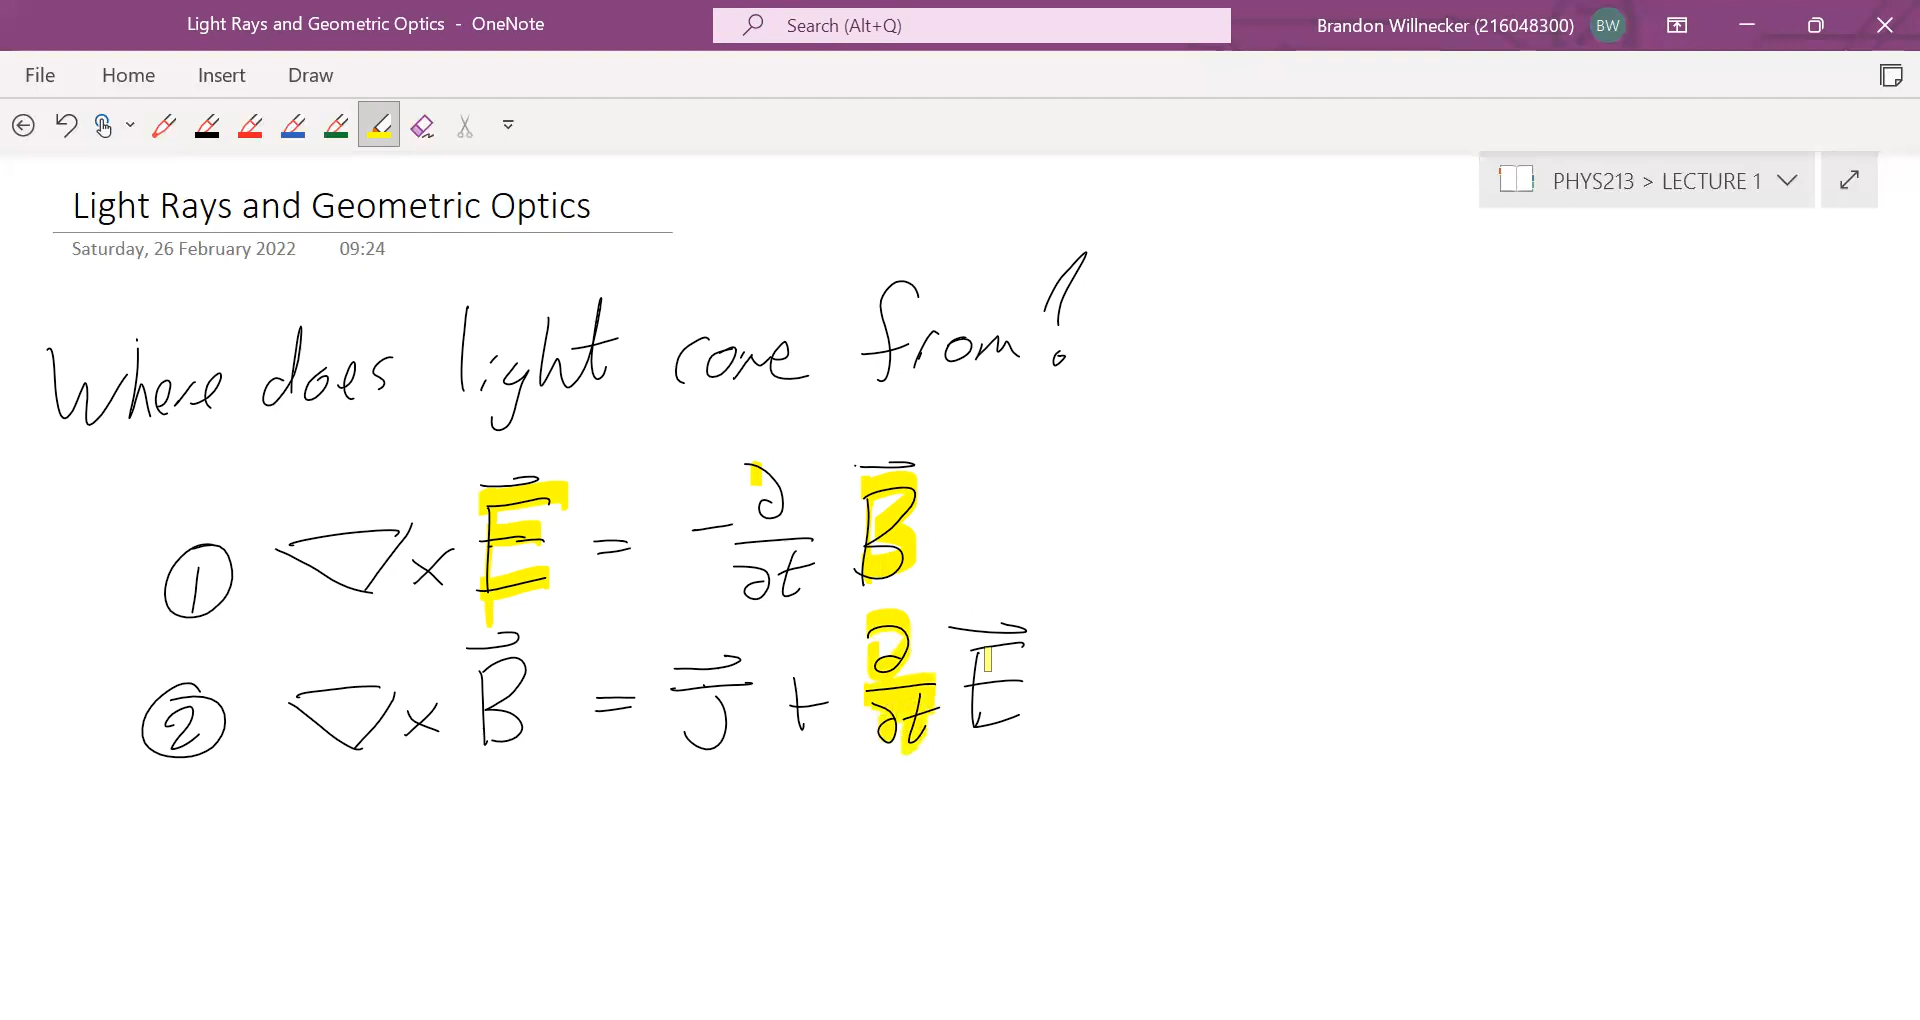 Light Rays and Geometric Optics - OneNote
Search (Alt+Q)
Brandon Willnecker (216048300)
BW
File Home Insert Draw
PHYS213 > LECTURE 1
Light Rays and Geometric Optics
Saturday, 26 February 2022 09:24
Where does light come from?
① ∇ × E⃗ = - ∂/∂t B⃗
② ∇ × B⃗ = J⃗ + ∂/∂t E⃗